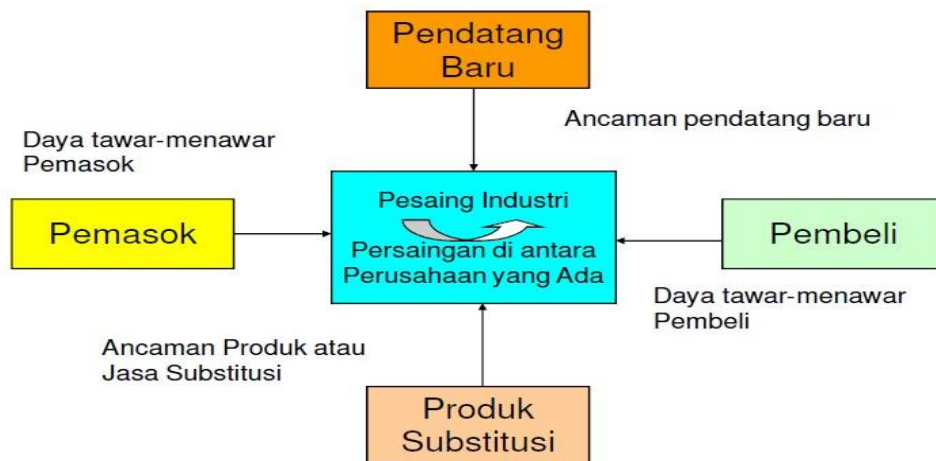 Pendatang
Baru
Ancaman pendatang baru
Daya tawar-menawar
Pemasok
Pesaing Industri
Pemasok
Persaingan di antara
Perusahaan yang Ada
Pembeli
Daya tawar-menawar
Pembeli
Ancaman Produk atau
Jasa Substitusi
Produk
Substitusi